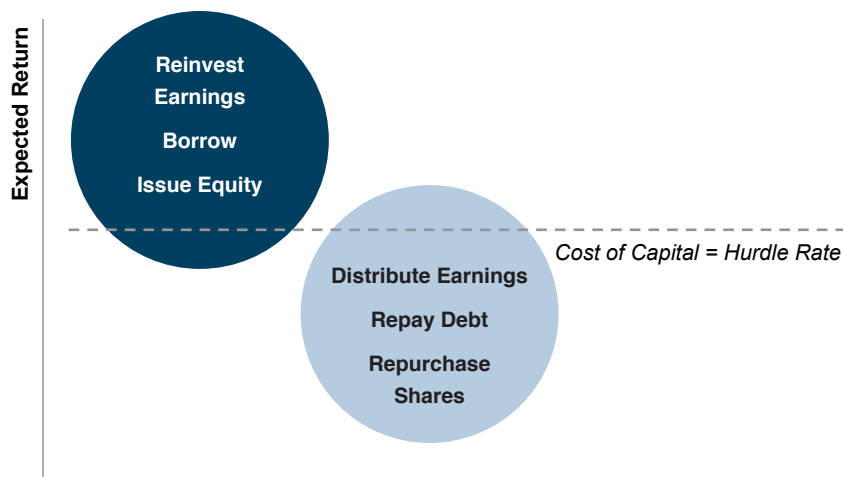 Expected Return
Reinvest
Earnings
Borrow
Issue Equity
Cost of Capital = Hurdle Rate
Distribute Earnings
Repay Debt
Repurchase
Shares